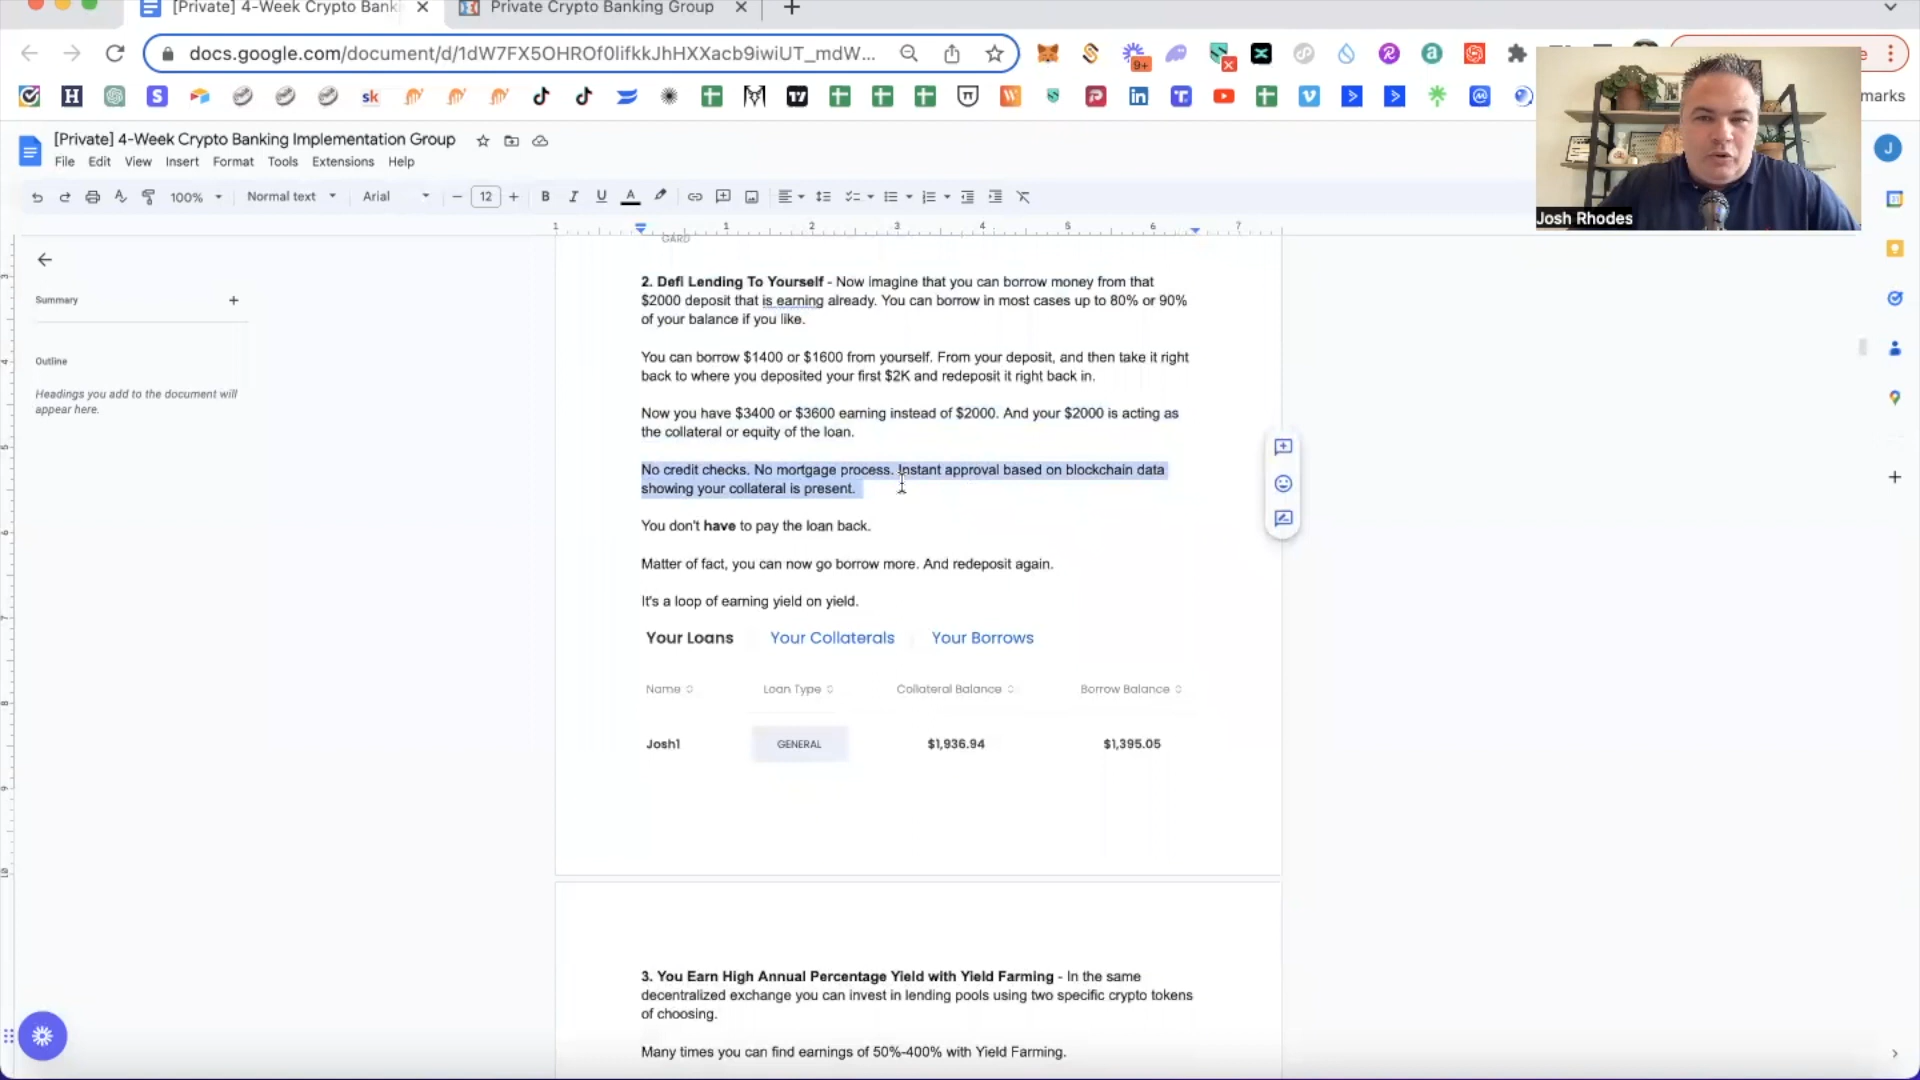 [Private] 4-Week Crypto Bank
Private Crypto Banking Group
docs.google.com/document/d/1dW7FX5OHROf0lifkkJhHXXacb9iwiUT_mdW...
9+
marks
[Private] 4-Week Crypto Banking Implementation Group
File Edit View Insert Format Tools Extensions Help
100% Normal text Arial 12
Josh Rhodes
1 1 2 3 4 5 6 7
Summary
Outline
Headings you add to the document will
appear here.
2. Defi Lending To Yourself - Now imagine that you can borrow money from that
$2000 deposit that is earning already. You can borrow in most cases up to 80% or 90%
of your balance if you like.
You can borrow $1400 or $1600 from yourself. From your deposit, and then take it right
back to where you deposited your first $2K and redeposit it right back in.
Now you have $3400 or $3600 earning instead of $2000. And your $2000 is acting as
the collateral or equity of the loan.
No credit checks. No mortgage process. Instant approval based on blockchain data
showing your collateral is present.
You don't have to pay the loan back.
Matter of fact, you can now go borrow more. And redeposit again.
It's a loop of earning yield on yield.
Your Loans Your Collaterals Your Borrows
Name Loan Type Collateral Balance Borrow Balance
Josh1 GENERAL $1,936.94 $1,395.05
3. You Earn High Annual Percentage Yield with Yield Farming - In the same
decentralized exchange you can invest in lending pools using two specific crypto tokens
of choosing.
Many times you can find earnings of 50%-400% with Yield Farming.